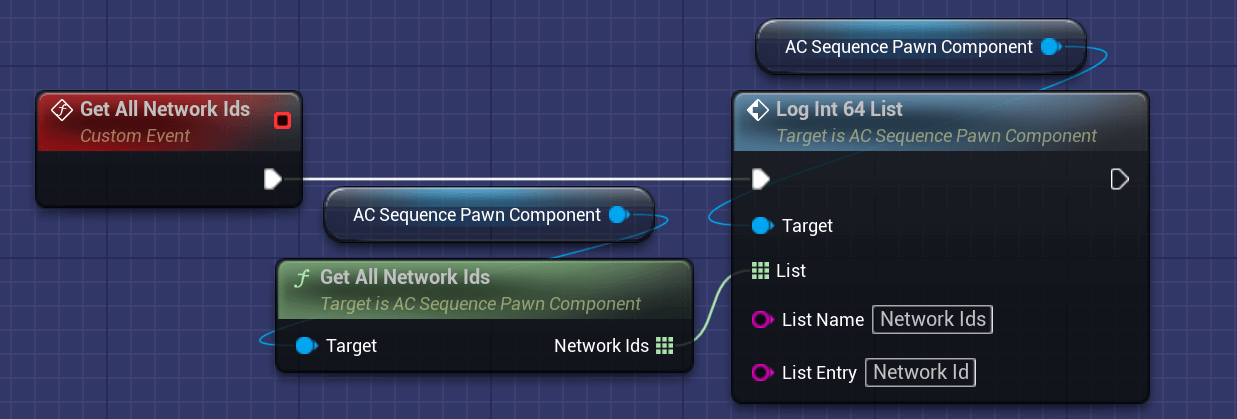 AC Sequence Pawn Component
Get All Network Ids
Custom Event
Log Int 64 List
Target is AC Sequence Pawn Component
AC Sequence Pawn Component
Target
Get All Network Ids
Target is AC Sequence Pawn Component
List
Target
Network Ids
List Name Network Ids
List Entry Network Id